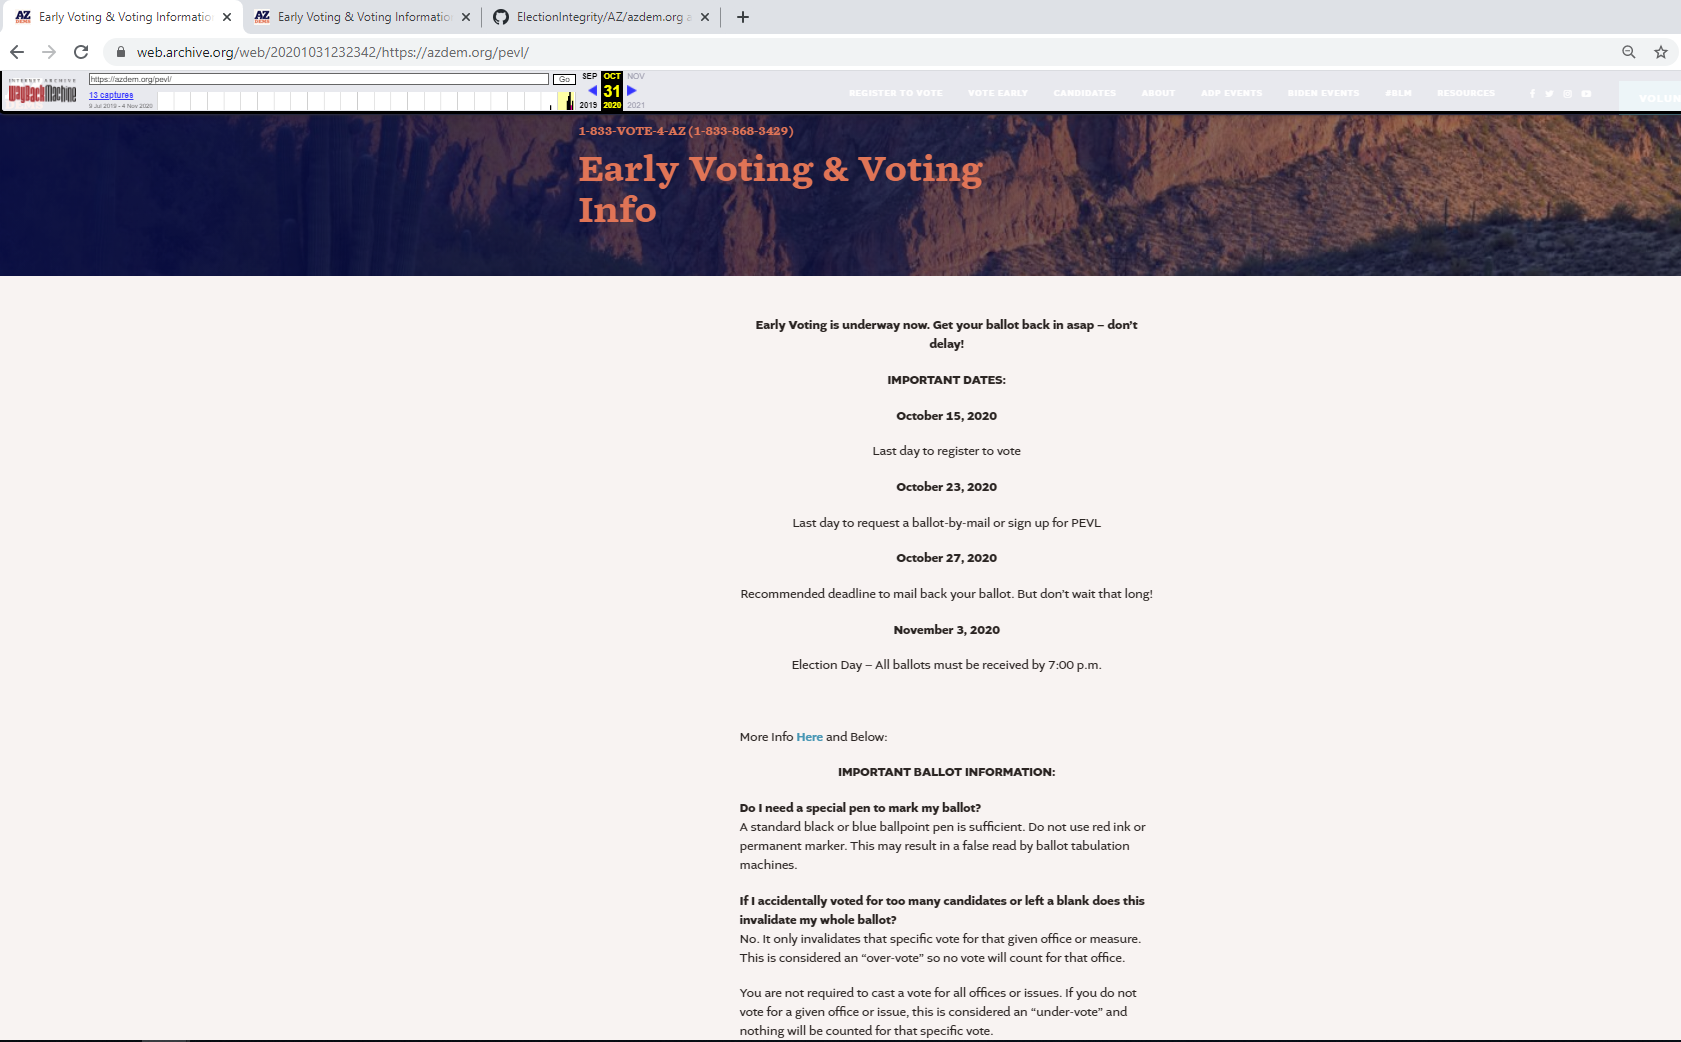 Early Voting & Voting Informatio
Early Voting & Voting Informatio
ElectionIntegrity/AZ/azdem.org a
web.archive.org/web/20201031232342/https://azdem.org/pevl/
INTERNET ARCHIVE
WayBackMachine
https://azdem.org/pevl/
Go
13 captures
9 Jul 2019 - 4 Nov 2020
SEP OCT NOV
31
2019 2020 2021
REGISTER TO VOTE VOTE EARLY CANDIDATES ABOUT ADP EVENTS BIDEN EVENTS #BLM RESOURCES
VOLUN
1-833-VOTE-4-AZ (1-833-868-3429)
Early Voting & Voting
Info
Early Voting is underway now. Get your ballot back in asap – don’t
delay!
IMPORTANT DATES:
October 15, 2020
Last day to register to vote
October 23, 2020
Last day to request a ballot-by-mail or sign up for PEVL
October 27, 2020
Recommended deadline to mail back your ballot. But don’t wait that long!
November 3, 2020
Election Day – All ballots must be received by 7:00 p.m.
More Info Here and Below:
IMPORTANT BALLOT INFORMATION:
Do I need a special pen to mark my ballot?
A standard black or blue ballpoint pen is sufficient. Do not use red ink or
permanent marker. This may result in a false read by ballot tabulation
machines.
If I accidentally voted for too many candidates or left a blank does this
invalidate my whole ballot?
No. It only invalidates that specific vote for that given office or measure.
This is considered an “over-vote” so no vote will count for that office.
You are not required to cast a vote for all offices or issues. If you do not
vote for a given office or issue, this is considered an “under-vote” and
nothing will be counted for that specific vote.